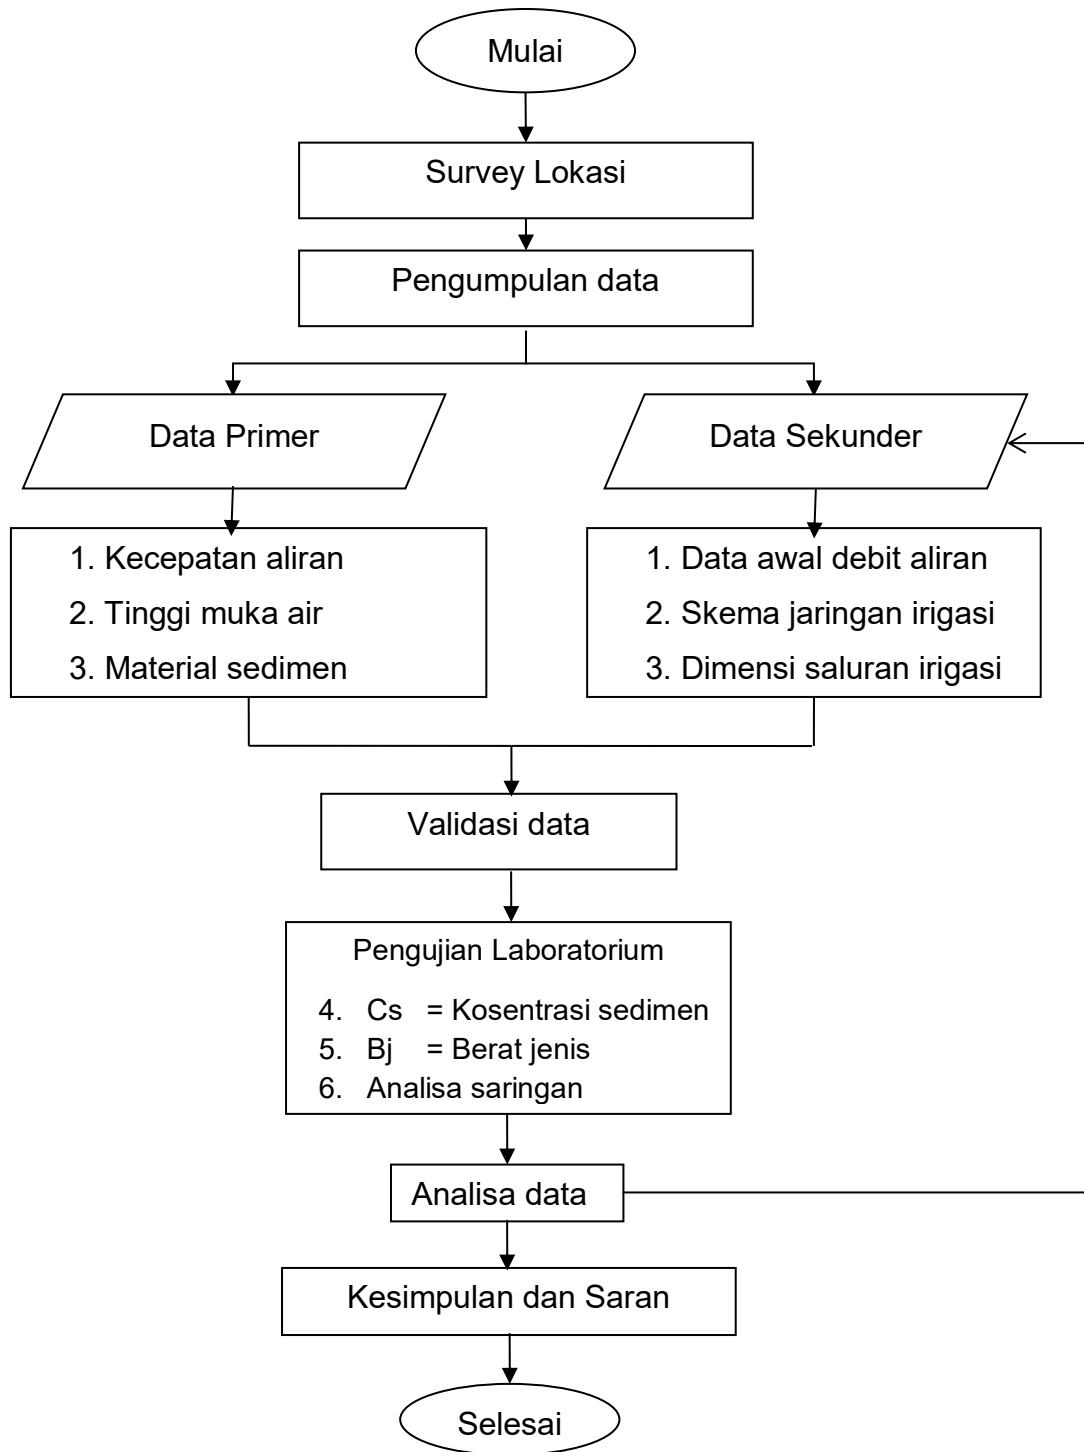 Mulai
Survey Lokasi
Pengumpulan data
Data Primer
Data Sekunder
1. Kecepatan aliran
2. Tinggi muka air
3. Material sedimen
1. Data awal debit aliran
2. Skema jaringan irigasi
3. Dimensi saluran irigasi
Validasi data
Pengujian Laboratorium
4. Cs = Kosentrasi sedimen
5. Bj = Berat jenis
6. Analisa saringan
Analisa data
Kesimpulan dan Saran
Selesai